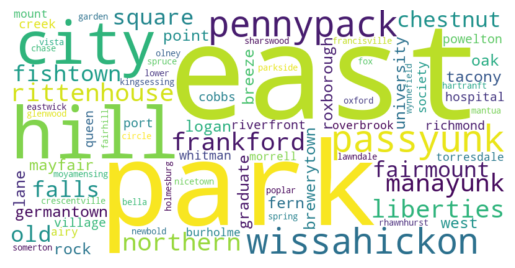 mount
creek
garden
vista
chase
olney
spruce
city
square
point
pennypack
sharswood
francisville
chestnut
powelton
oak
tacony
fishtown
kingsessing
lower
port
breeze
cobbs
east
parkside
fox
roxborough
university
wynnefield
society
hospital
mantua
rittenhouse
eastwick
glenwood
circle
hill
queen
logan
riverfront
oxford
overbrook
hartranft
richmond
mayfair
fairhill
frankford
passyunk
moyamensing
whitman
morrell
lawndale
torresdale
park
lane
falls
crescentville
holmesburg
nicetown
graduate
poplar
brewerytown
fairmount
manayunk
germantown
bella
fern
liberties
old
village
airy
northern
spring
west
rock
somerton
newbold
burholme
wissahickon
rhawnhurst